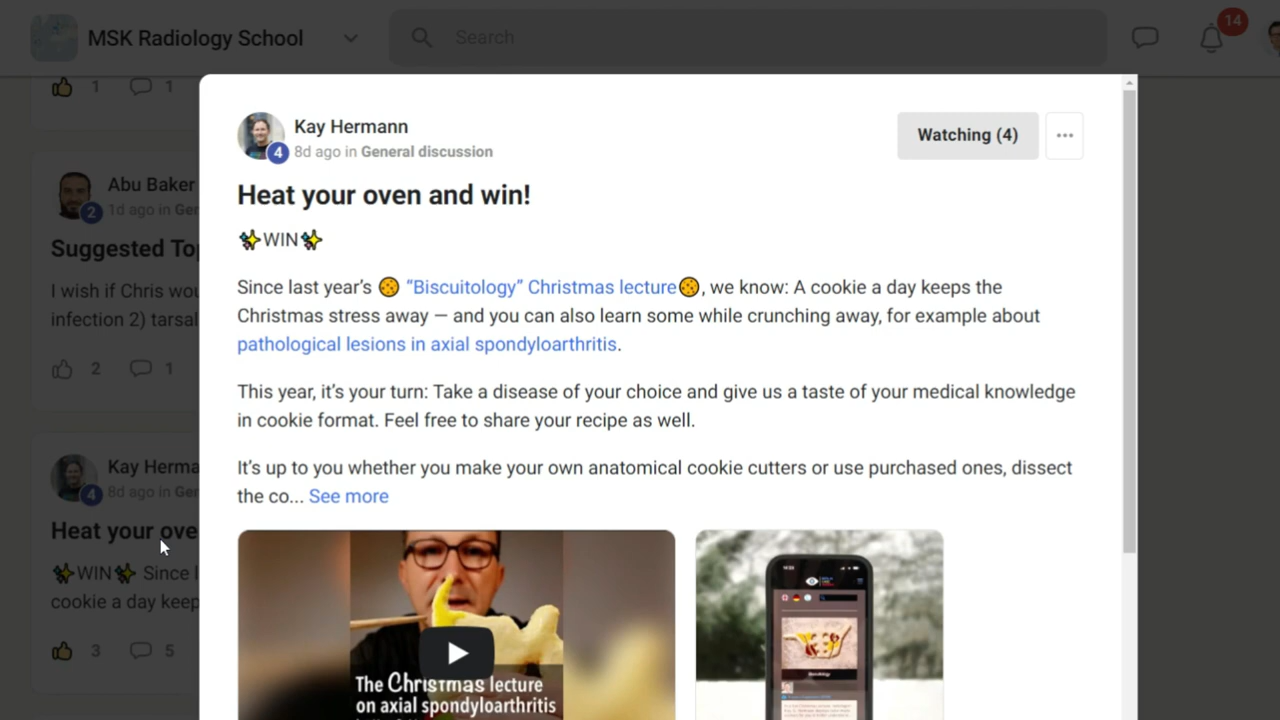 MSK Radiology School
Search
14
1
1
Abu Baker
2
1d ago in Ger
Suggested To
I wish if Chris wou
infection 2) tarsal
2
1
Kay Herma
4
8d ago in Ger
Heat your ove
✨WIN✨ Since l
cookie a day keep
3
5
Kay Hermann
4
8d ago in General discussion
Watching (4)
Heat your oven and win!
✨WIN✨
Since last year's 🍪 “Biscuitology” Christmas lecture🍪, we know: A cookie a day keeps the
Christmas stress away — and you can also learn some while crunching away, for example about
pathological lesions in axial spondyloarthritis.
This year, it's your turn: Take a disease of your choice and give us a taste of your medical knowledge
in cookie format. Feel free to share your recipe as well.
It's up to you whether you make your own anatomical cookie cutters or use purchased ones, dissect
the co... See more
The Christmas lecture
on axial spondyloarthritis